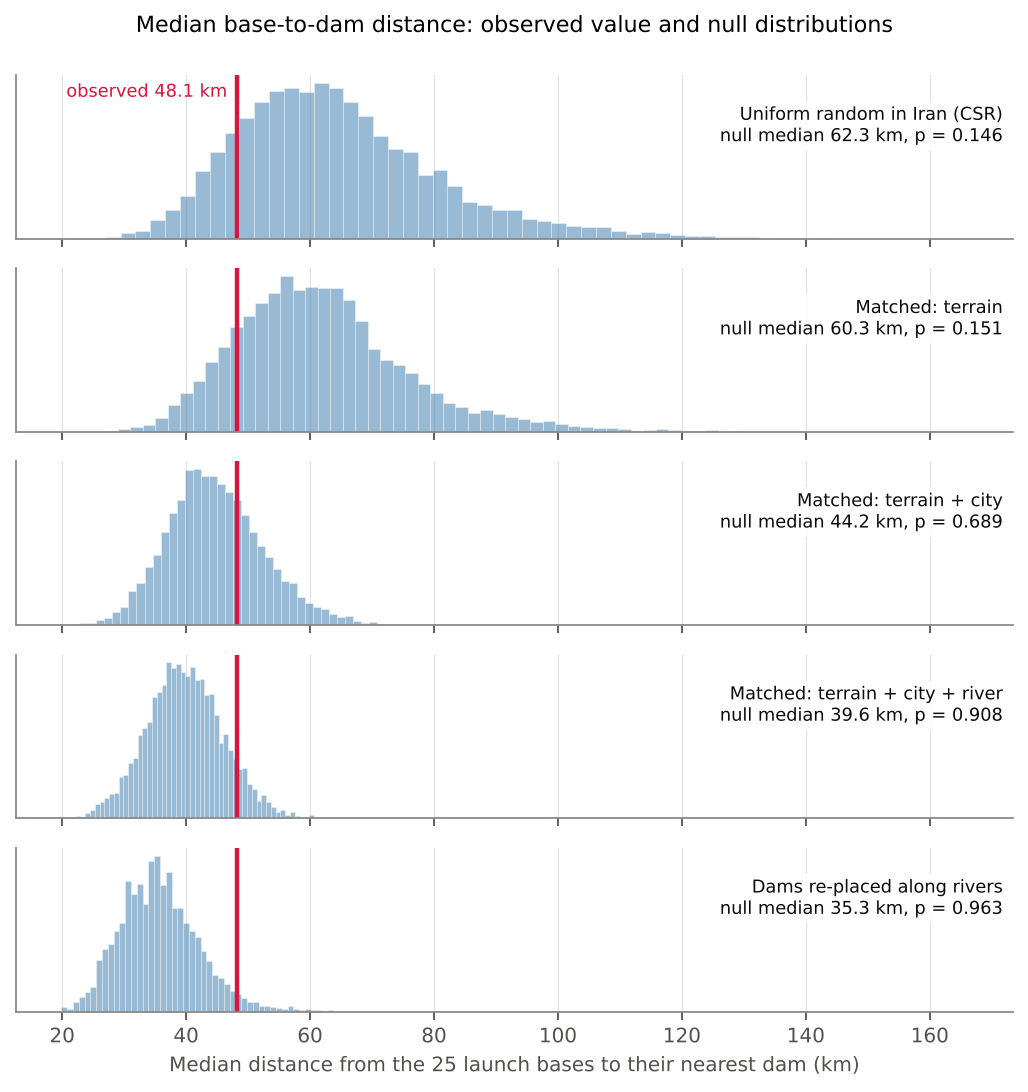 Median base-to-dam distance: observed value and null distributions
observed 48.1 km
Uniform random in Iran (CSR)
null median 62.3 km, p = 0.146
Matched: terrain
null median 60.3 km, p = 0.151
Matched: terrain + city
null median 44.2 km, p = 0.689
Matched: terrain + city + river
null median 39.6 km, p = 0.908
Dams re-placed along rivers
null median 35.3 km, p = 0.963
20 40 60 80 100 120 140 160
Median distance from the 25 launch bases to their nearest dam (km)